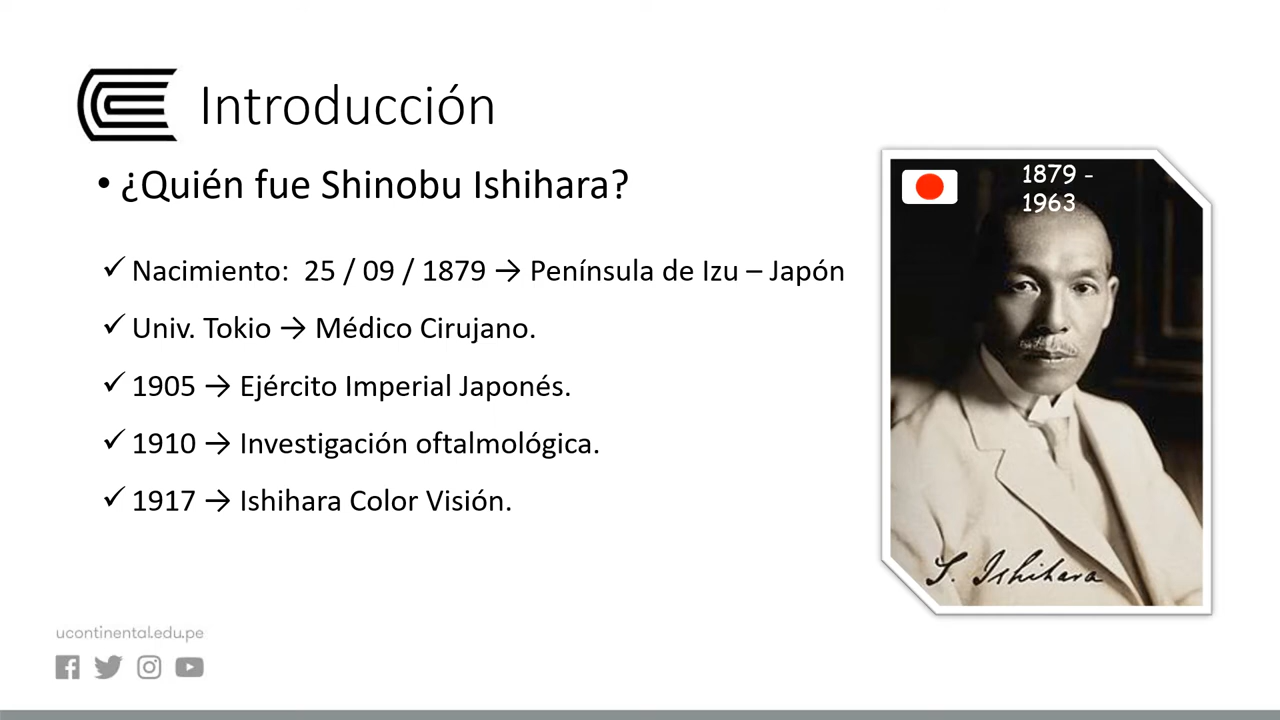 Introducción
• ¿Quién fue Shinobu Ishihara?
✓ Nacimiento: 25 / 09 / 1879 → Península de Izu – Japón
✓ Univ. Tokio → Médico Cirujano.
✓ 1905 → Ejército Imperial Japonés.
✓ 1910 → Investigación oftalmológica.
✓ 1917 → Ishihara Color Visión.
1879 -
1963
S. Ishihara
ucontinental.edu.pe